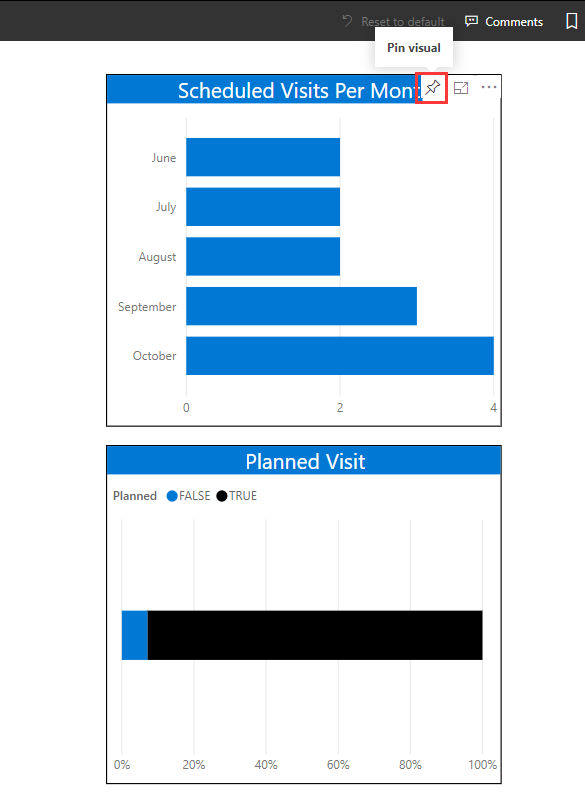 Reset to default Comments
Pin visual
Scheduled Visits Per Mont
June
July
August
September
October
0 2 4
Planned Visit
Planned FALSE TRUE
0% 20% 40% 60% 80% 100%